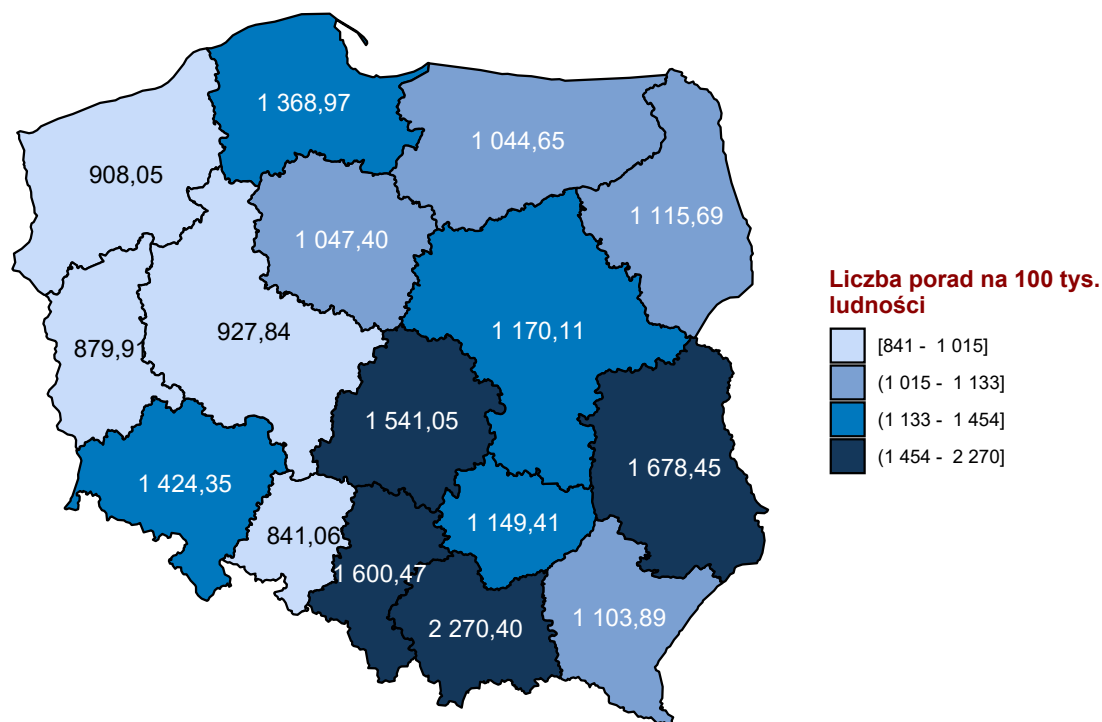 1 368,97
1 044,65
908,05
1 115,69
1 047,40
927,84
1 170,11
879,91
1 541,05
1 678,45
1 424,35
1 149,41
841,06
1 600,47
2 270,40
1 103,89
Liczba porad na 100 tys.
ludności
[841 - 1 015]
(1 015 - 1 133]
(1 133 - 1 454]
(1 454 - 2 270]